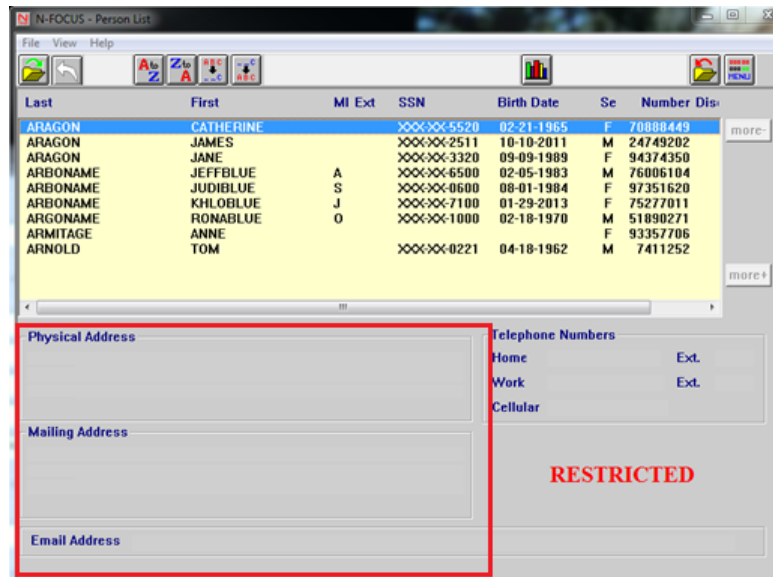 N-FOCUS - Person List
File View Help
A to Z Z to A ABC ...C ...C ABC MENU
Last First MI Ext SSN Birth Date Se Number Dis
ARAGON CATHERINE XXX-XX-5520 02-21-1965 F 70888449 more-
ARAGON JAMES XXX-XX-2511 10-10-2011 M 24749202
ARAGON JANE XXX-XX-3320 09-09-1989 F 94374350
ARBONAME JEFFBLUE A XXX-XX-6500 02-05-1983 M 76006104
ARBONAME JUDIBLUE S XXX-XX-0600 08-01-1984 F 97351620
ARBONAME KHLOBLUE J XXX-XX-7100 01-29-2013 F 75277011
ARGONAME RONABLUE O XXX-XX-1000 02-18-1970 M 51890271
ARMITAGE ANNE F 93357706
ARNOLD TOM XXX-XX-0221 04-18-1962 M 7411252
more+
Physical Address Telephone Numbers
Home Ext.
Work Ext.
Cellular
Mailing Address
RESTRICTED
Email Address